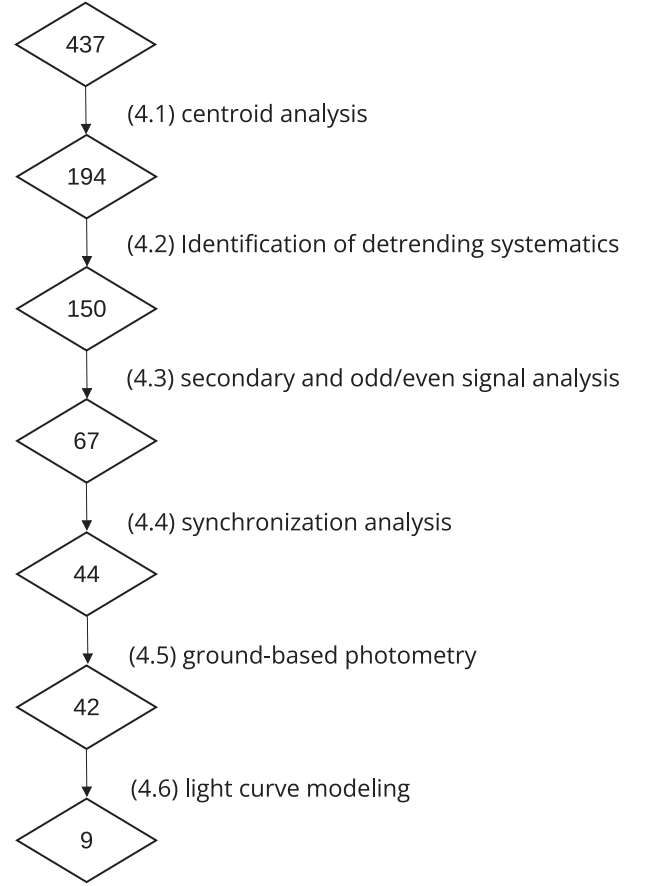 437
(4.1) centroid analysis
194
(4.2) Identification of detrending systematics
150
(4.3) secondary and odd/even signal analysis
67
(4.4) synchronization analysis
44
(4.5) ground-based photometry
42
(4.6) light curve modeling
9